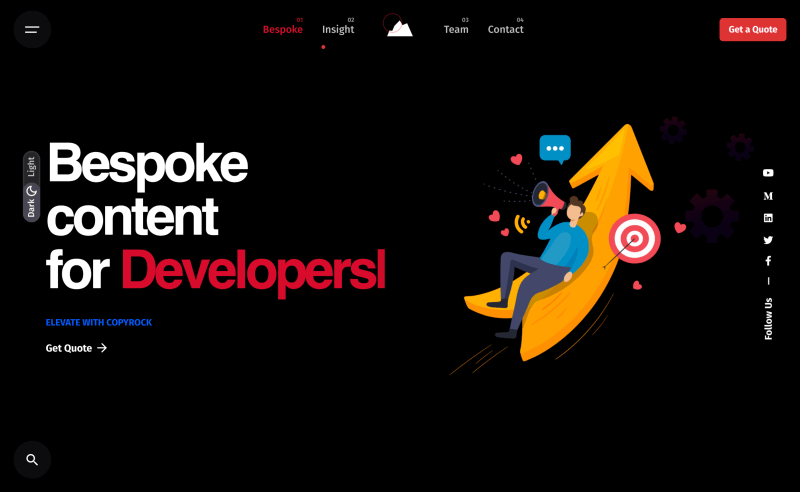 01
Bespoke
02
Insight
03
Team
04
Contact
Get a Quote
Bespoke
content
for Developersl
Dark Light
ELEVATE WITH COPYROCK
Get Quote
Follow Us